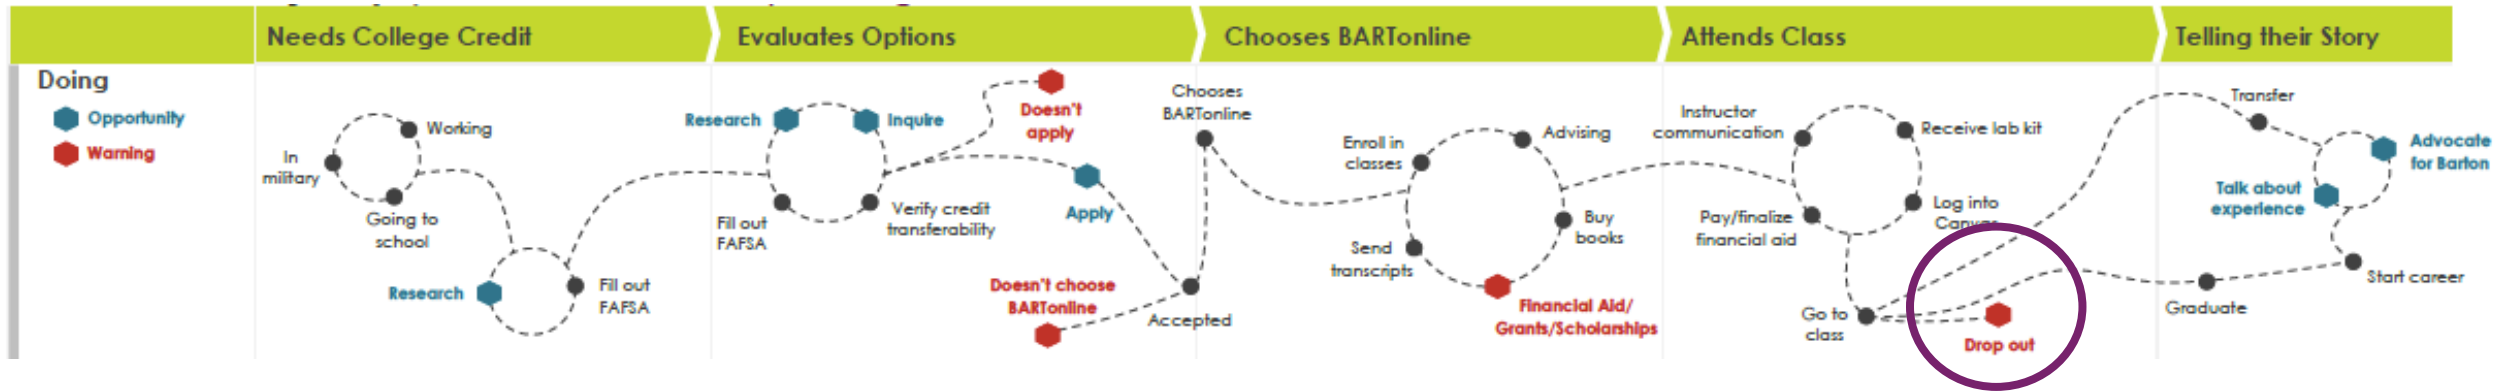 Needs College Credit
Evaluates Options
Chooses BARTonline
Attends Class
Telling their Story
Doing
Opportunity
Warning
In
military
Working
Going to
school
Research
Fill out
FAFSA
Research
Inquire
Fill out
FAFSA
Verify credit
transferability
Doesn't
apply
Apply
Doesn't choose
BARTonline
Accepted
Chooses
BARTonline
Enroll in
classes
Advising
Send
transcripts
Buy
books
Financial Aid/
Grants/Scholarships
Instructor
communication
Receive lab kit
Pay/finalize
financial aid
Log into
Canvas
Go to
class
Drop out
Transfer
Advocate
for Barton
Talk about
experience
Start career
Graduate